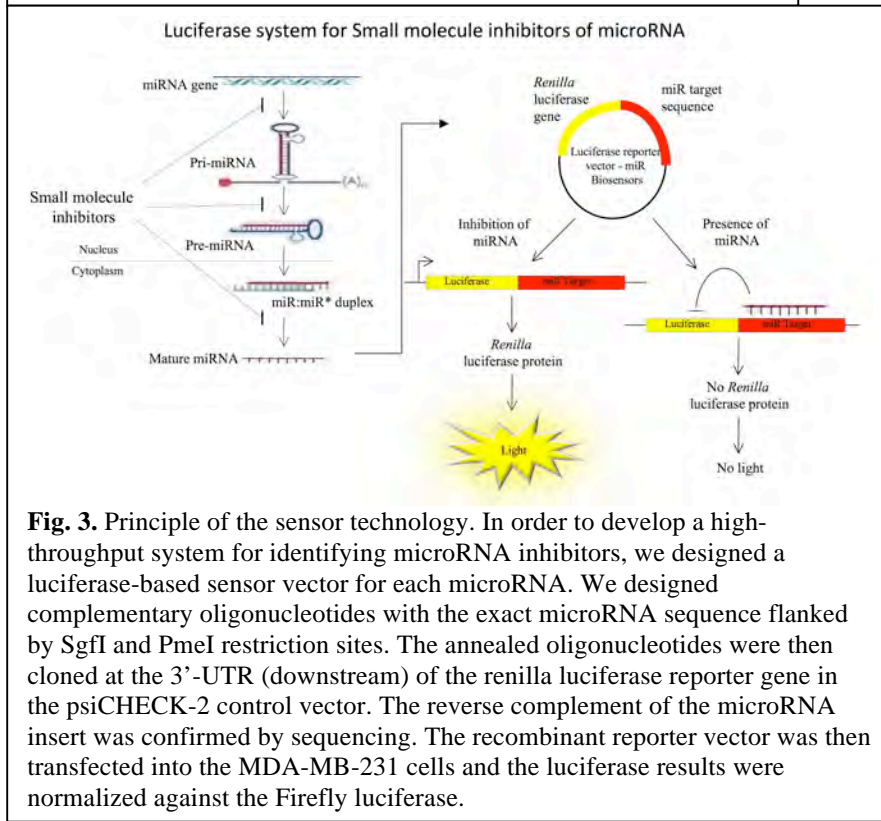 Luciferase system for Small molecule inhibitors of microRNA
miRNA gene
Pri-miRNA
Small molecule
inhibitors
Pre-miRNA
Nucleus
Cytoplasm
miR:miR* duplex
Mature miRNA
Renilla
luciferase
gene
miR target
sequence
Luciferase reporter
vector - miR
Biosensors
Inhibition of
miRNA
Presence of
miRNA
Luciferase
miR Target
Renilla
luciferase protein
Light
Luciferase
miR Target
No Renilla
luciferase protein
No light
Fig. 3. Principle of the sensor technology. In order to develop a high-
throughput system for identifying microRNA inhibitors, we designed a
luciferase-based sensor vector for each microRNA. We designed
complementary oligonucleotides with the exact microRNA sequence flanked
by SgfI and PmeI restriction sites. The annealed oligonucleotides were then
cloned at the 3’-UTR (downstream) of the renilla luciferase reporter gene in
the psiCHECK-2 control vector. The reverse complement of the microRNA
insert was confirmed by sequencing. The recombinant reporter vector was then
transfected into the MDA-MB-231 cells and the luciferase results were
normalized against the Firefly luciferase.